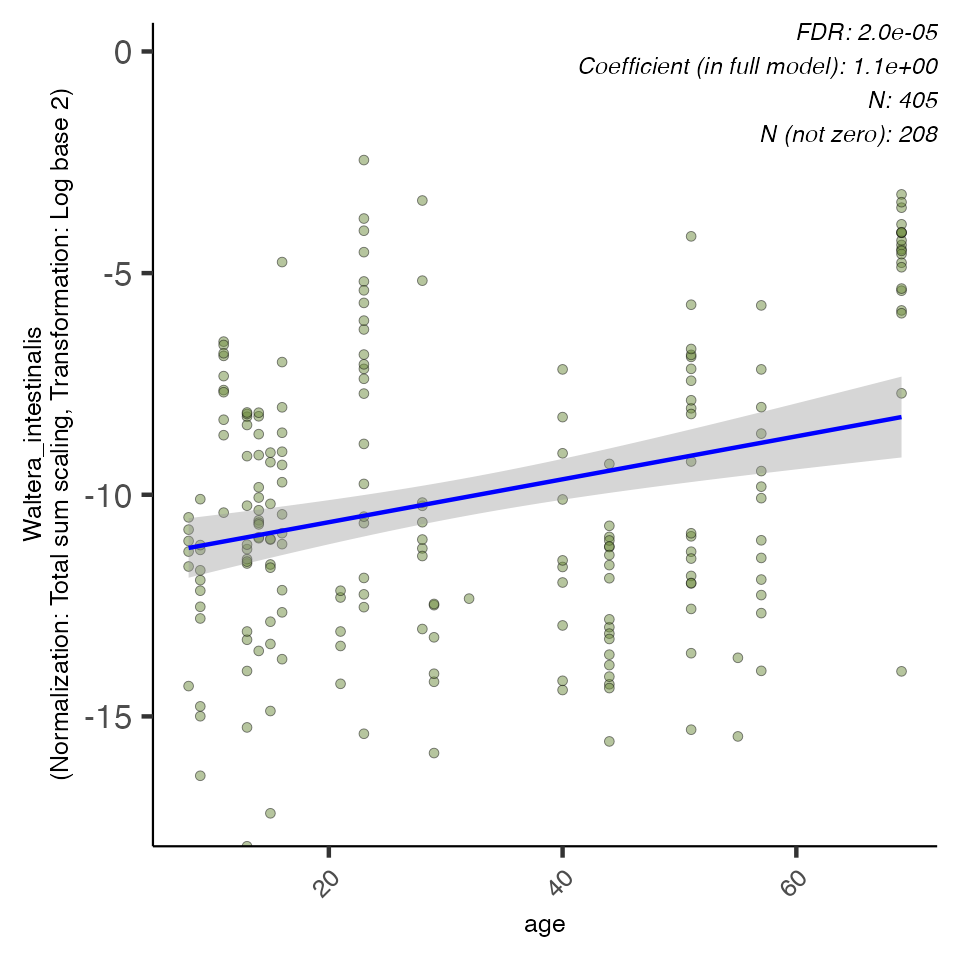 FDR: 2.0e-05
Coefficient (in full model): 1.1e+00
N: 405
N (not zero): 208
Waltera_intestinalis
(Normalization: Total sum scaling, Transformation: Log base 2)
0
-5
-10
-15
20
40
60
age